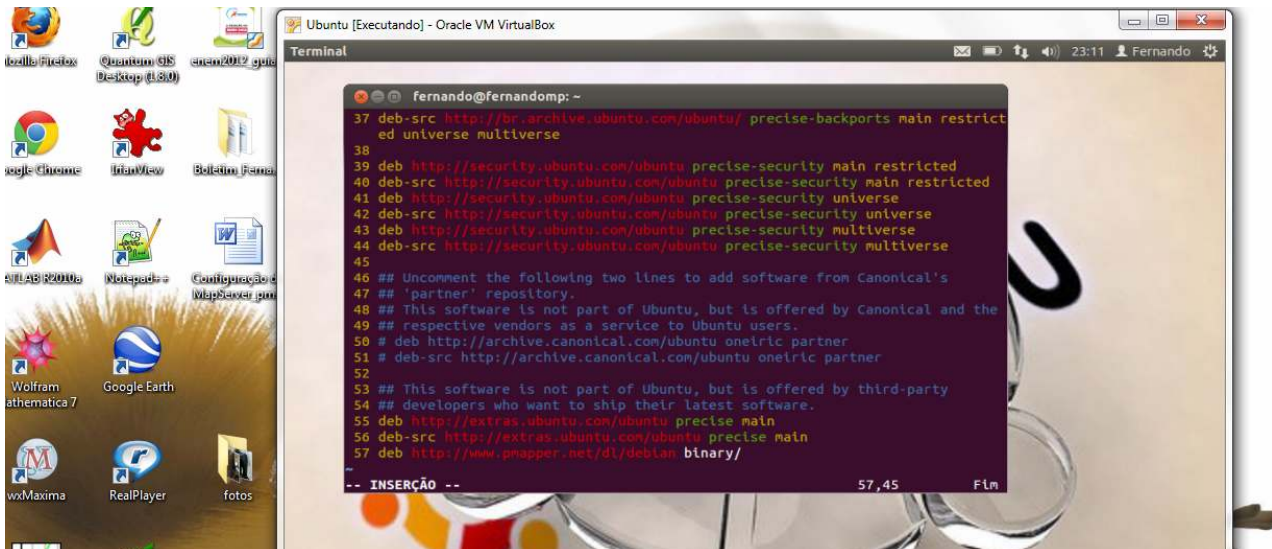 Ubuntu [Executando] - Oracle VM VirtualBox
Terminal
23:11 Fernando
fernando@fernandomp: ~
37 deb-src http://br.archive.ubuntu.com/ubuntu/ precise-backports main restrict
ed universe multiverse
38
39 deb http://security.ubuntu.com/ubuntu precise-security main restricted
40 deb-src http://security.ubuntu.com/ubuntu precise-security main restricted
41 deb http://security.ubuntu.com/ubuntu precise-security universe
42 deb-src http://security.ubuntu.com/ubuntu precise-security universe
43 deb http://security.ubuntu.com/ubuntu precise-security multiverse
44 deb-src http://security.ubuntu.com/ubuntu precise-security multiverse
45
46 ## Uncomment the following two lines to add software from Canonical's
47 ## 'partner' repository.
48 ## This software is not part of Ubuntu, but is offered by Canonical and the
49 ## respective vendors as a service to Ubuntu users.
50 # deb http://archive.canonical.com/ubuntu oneiric partner
51 # deb-src http://archive.canonical.com/ubuntu oneiric partner
52
53 ## This software is not part of Ubuntu, but is offered by third-party
54 ## developers who want to ship their latest software.
55 deb http://extras.ubuntu.com/ubuntu precise main
56 deb-src http://extras.ubuntu.com/ubuntu precise main
57 deb http://www.pmapper.net/dl/debian binary/
~
-- INSERÇÃO -- 57,45 Fim
ozilla Firefox
Quantum GIS
Desktop (1.8.0)
enem2012_guia
oogle Chrome
IrfanView
Boletim_Ferna
ATLAB R2010a
Notepad++
Configuração d
MapServer_pm
Wolfram
athematica 7
Google Earth
wxMaxima
RealPlayer
fotos